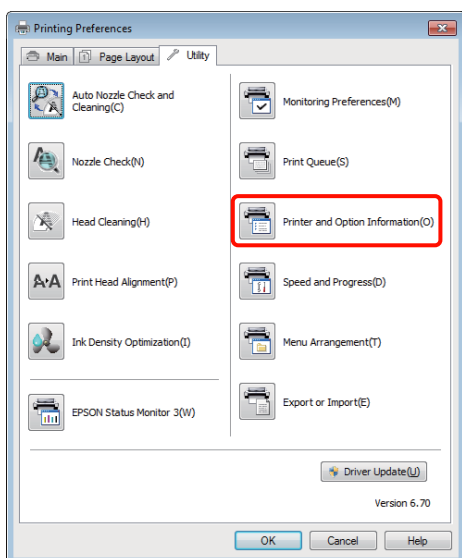 Printing Preferences
Main
Page Layout
Utility
Auto Nozzle Check and
Cleaning(C)
Monitoring Preferences(M)
Nozzle Check(N)
Print Queue(S)
Head Cleaning(H)
Printer and Option Information(O)
Print Head Alignment(P)
Speed and Progress(D)
Ink Density Optimization(I)
Menu Arrangement(T)
EPSON Status Monitor 3(W)
Export or Import(E)
Driver Update(U)
Version 6.70
OK
Cancel
Help